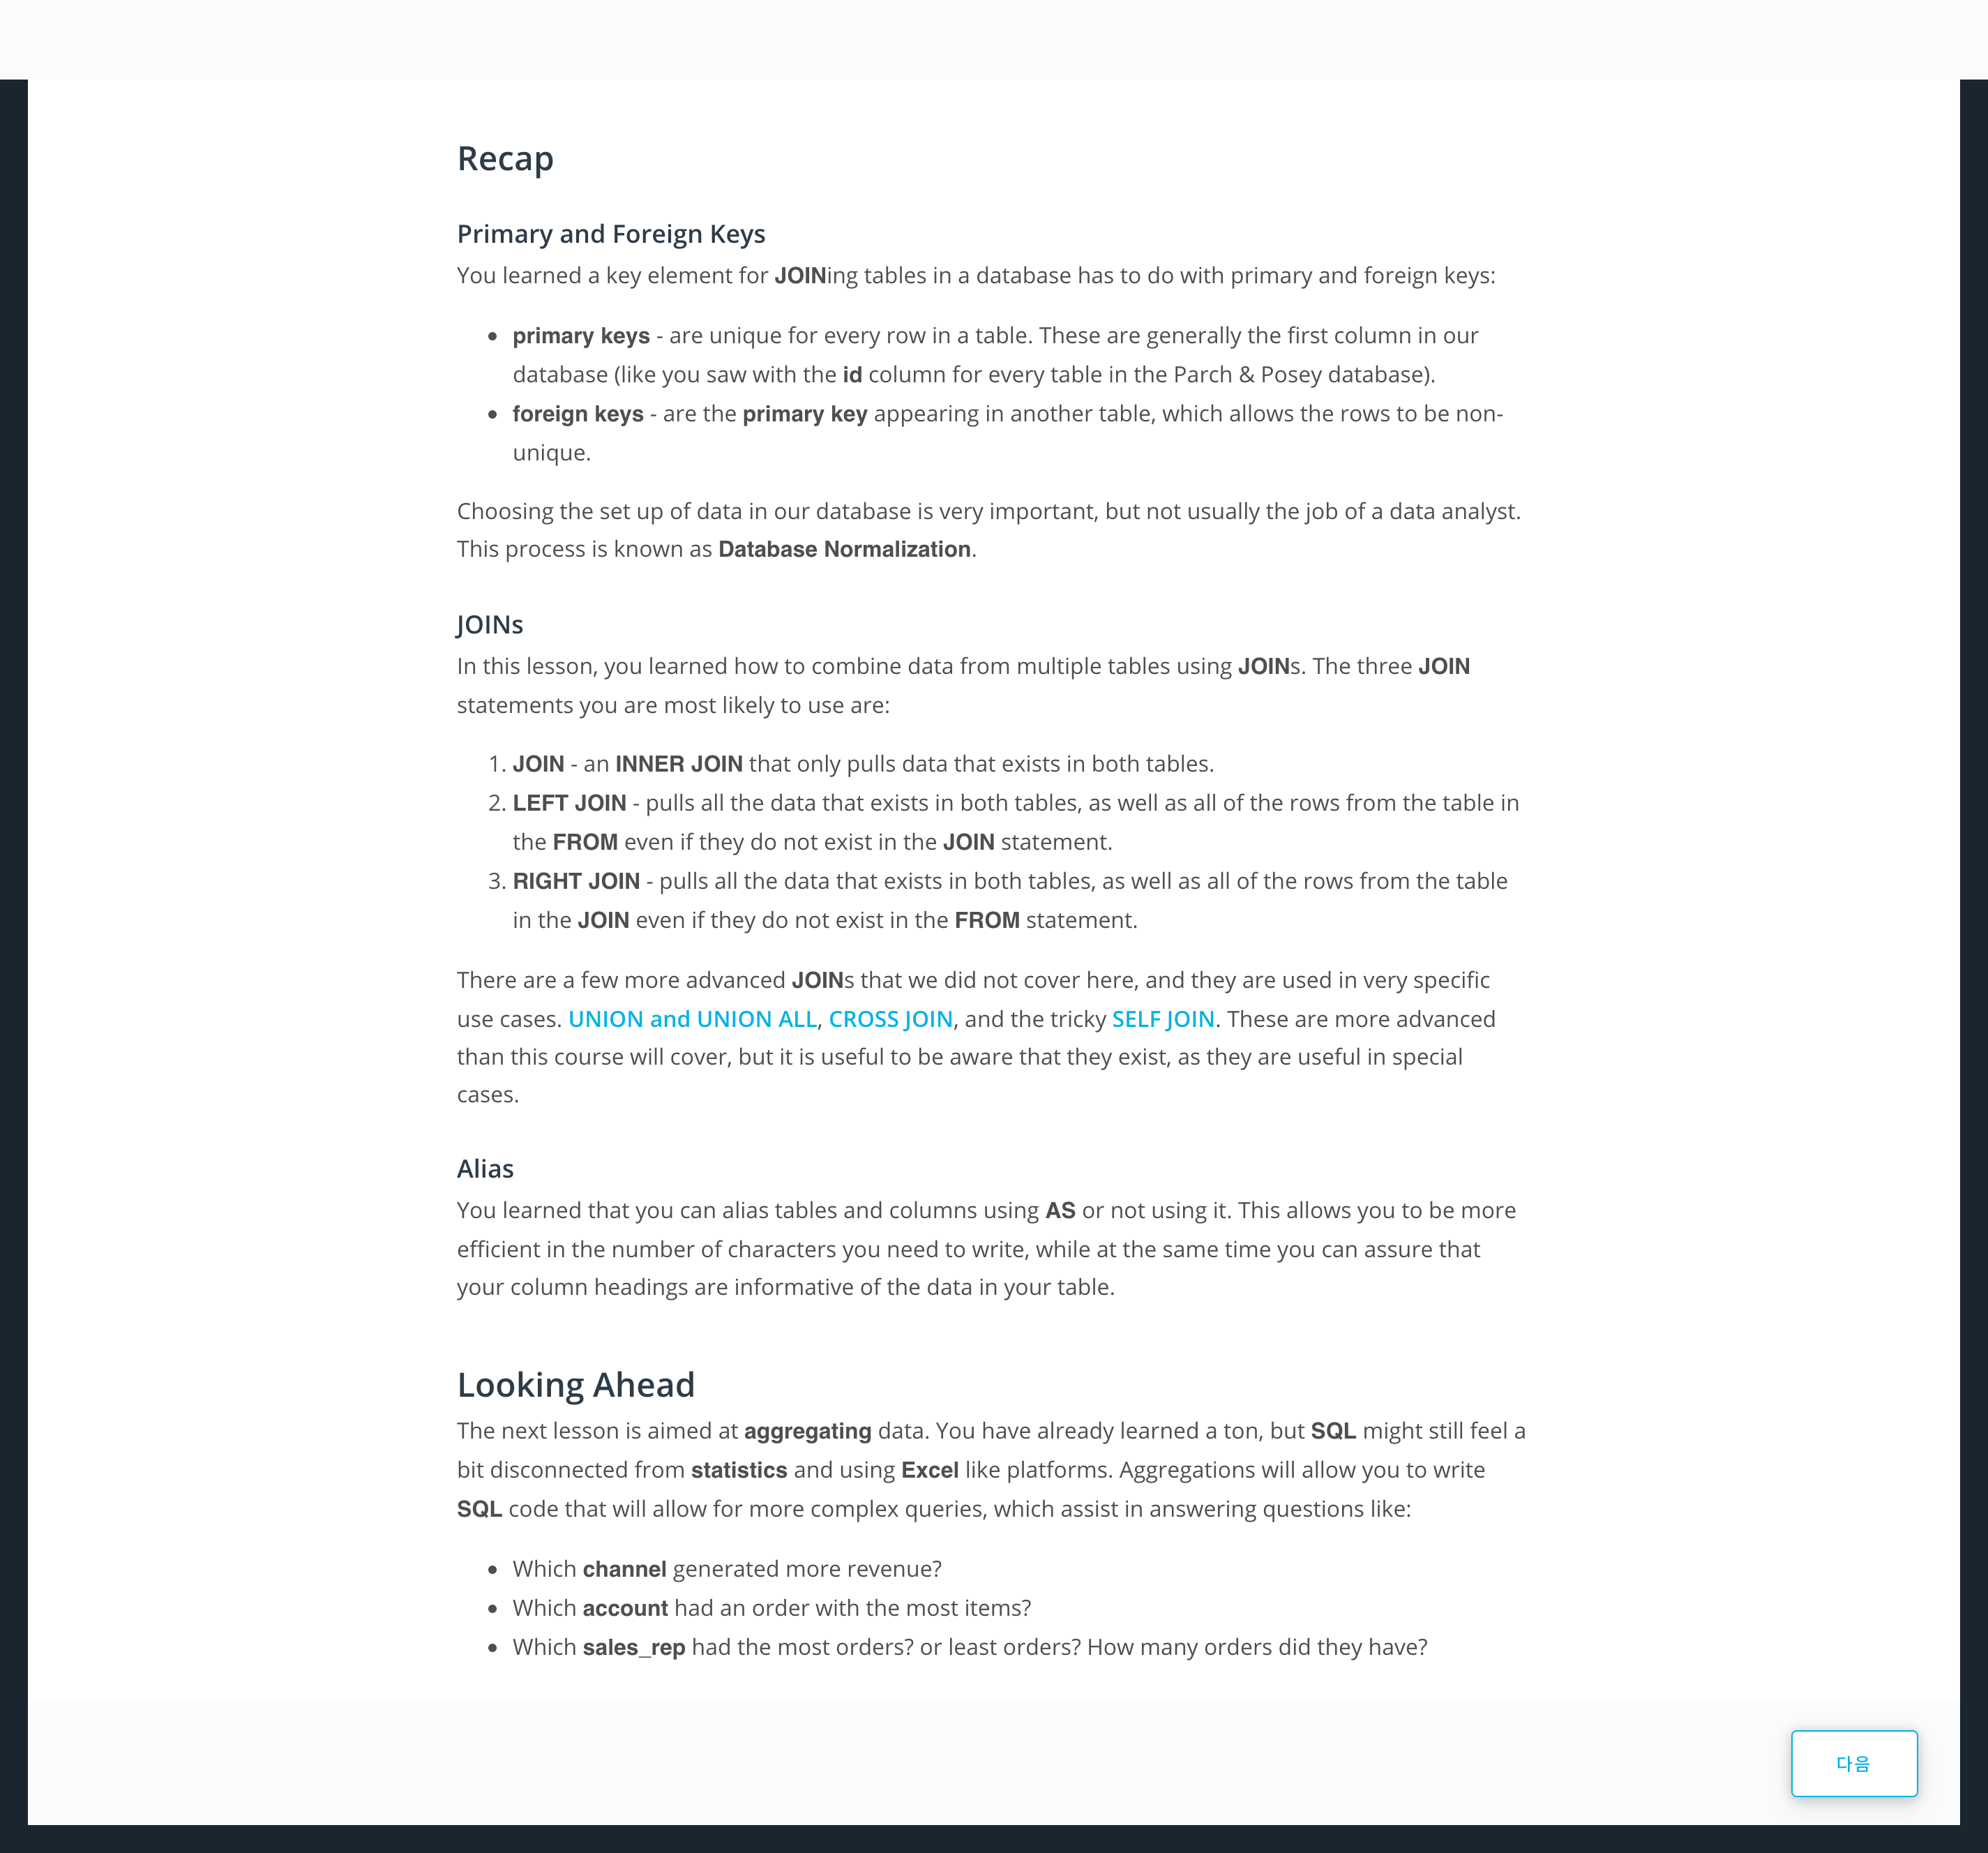 Recap
Primary and Foreign Keys
You learned a key element for JOINing tables in a database has to do with primary and foreign keys:
• primary keys - are unique for every row in a table. These are generally the first column in our
database (like you saw with the id column for every table in the Parch & Posey database).
• foreign keys - are the primary key appearing in another table, which allows the rows to be non-
unique.
Choosing the set up of data in our database is very important, but not usually the job of a data analyst.
This process is known as Database Normalization.
JOINs
In this lesson, you learned how to combine data from multiple tables using JOINs. The three JOIN
statements you are most likely to use are:
1. JOIN - an INNER JOIN that only pulls data that exists in both tables.
2. LEFT JOIN - pulls all the data that exists in both tables, as well as all of the rows from the table in
the FROM even if they do not exist in the JOIN statement.
3. RIGHT JOIN - pulls all the data that exists in both tables, as well as all of the rows from the table
in the JOIN even if they do not exist in the FROM statement.
There are a few more advanced JOINs that we did not cover here, and they are used in very specific
use cases. UNION and UNION ALL, CROSS JOIN, and the tricky SELF JOIN. These are more advanced
than this course will cover, but it is useful to be aware that they exist, as they are useful in special
cases.
Alias
You learned that you can alias tables and columns using AS or not using it. This allows you to be more
efficient in the number of characters you need to write, while at the same time you can assure that
your column headings are informative of the data in your table.
Looking Ahead
The next lesson is aimed at aggregating data. You have already learned a ton, but SQL might still feel a
bit disconnected from statistics and using Excel like platforms. Aggregations will allow you to write
SQL code that will allow for more complex queries, which assist in answering questions like:
• Which channel generated more revenue?
• Which account had an order with the most items?
• Which sales_rep had the most orders? or least orders? How many orders did they have?
다음